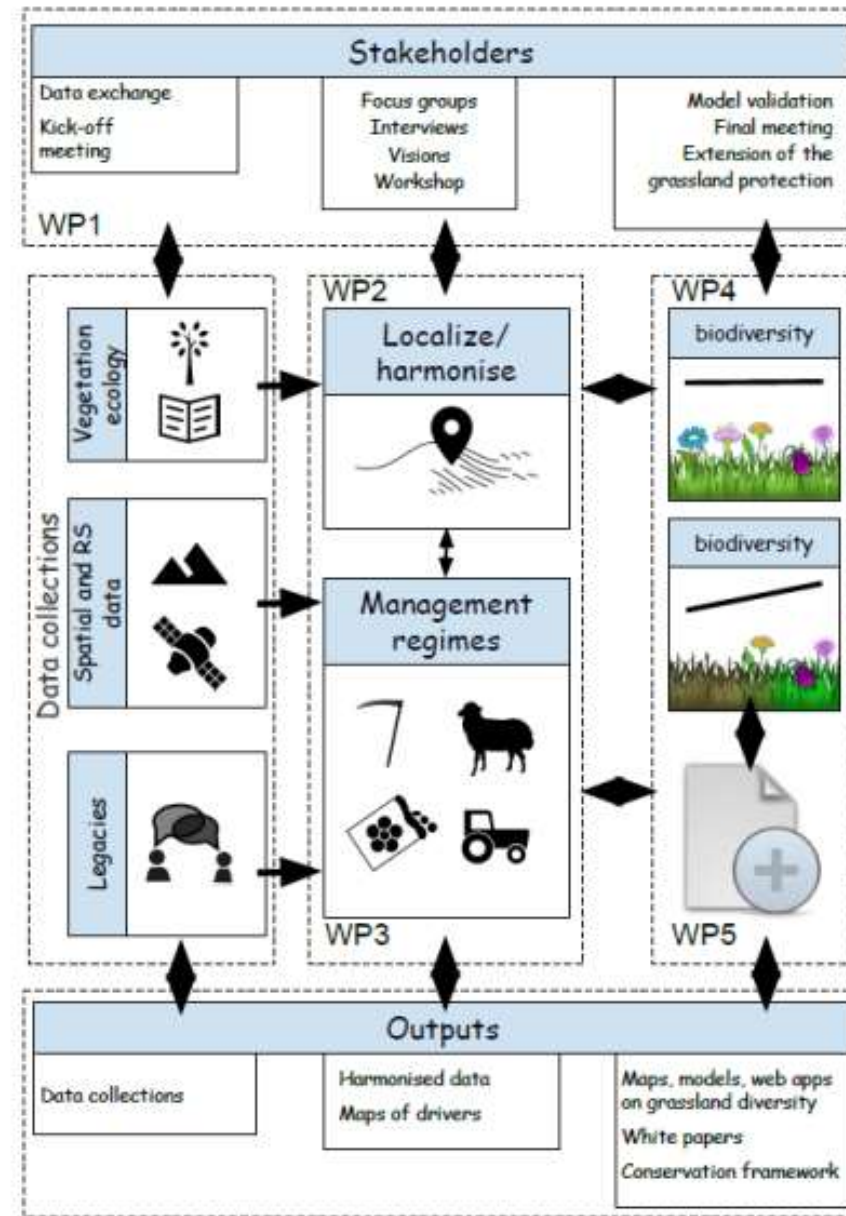 Stakeholders
Data exchange
Kick-off
meeting
Focus groups
Interviews
Visions
Workshop
Model validation
Final meeting
Extension of the
grassland protection
WP1
Data collections
Vegetation
ecology
Spatial and RS
data
Legacies
WP2
Localize/
harmonise
Management
regimes
WP3
WP4
biodiversity
biodiversity
WP5
Outputs
Data collections
Harmonised data
Maps of drivers
Maps, models, web apps
on grassland diversity
White papers
Conservation framework